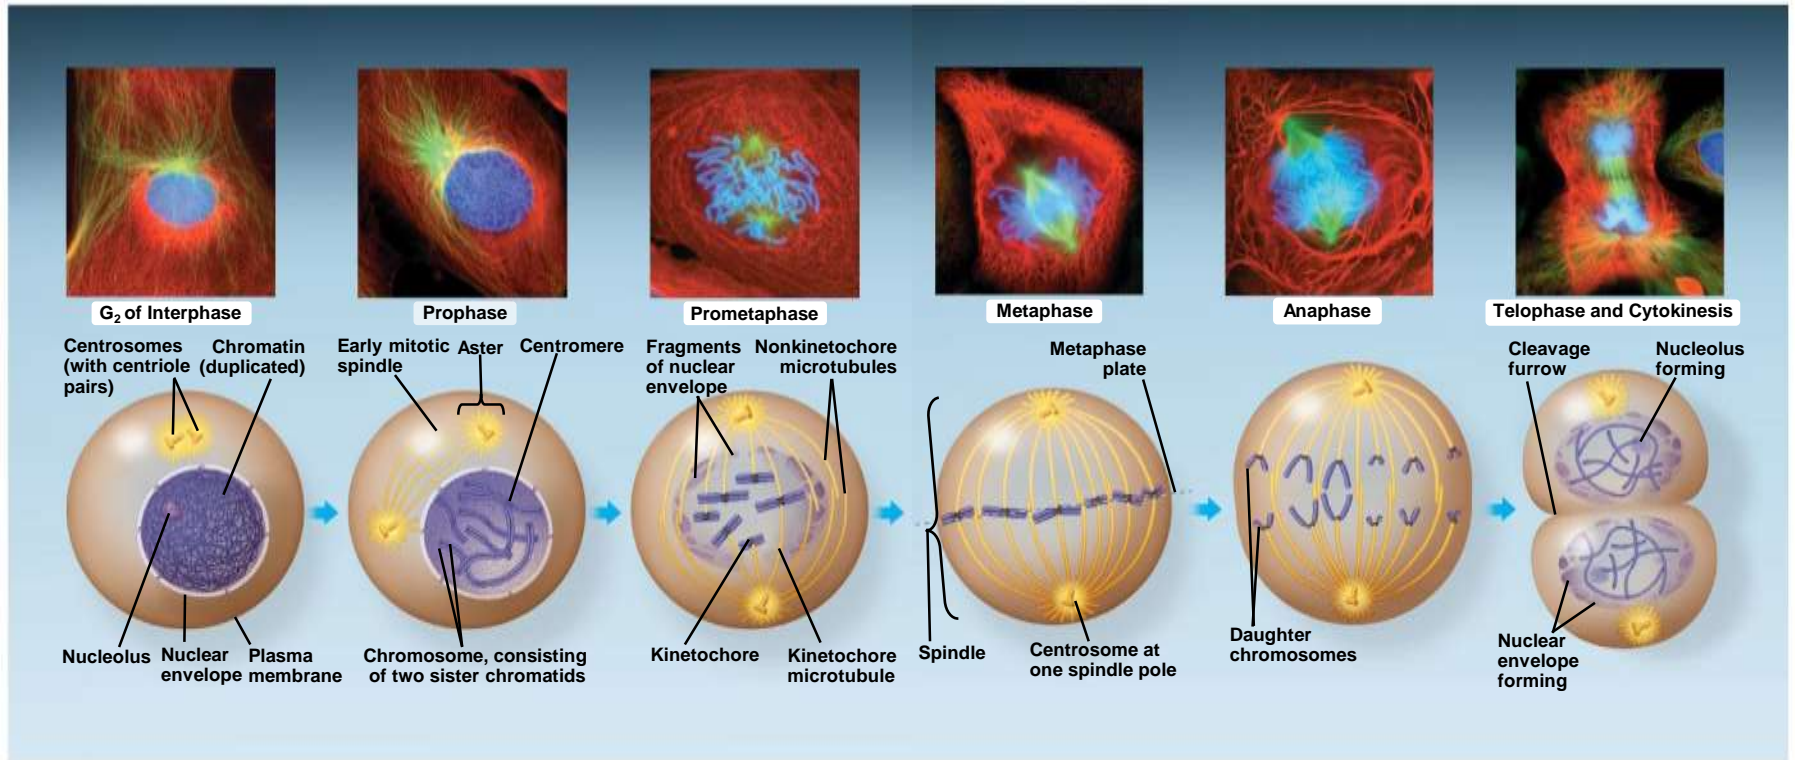 G2 of Interphase
Prophase
Prometaphase
Metaphase
Anaphase
Telophase and Cytokinesis
Centrosomes
(with centriole
pairs)
Chromatin
(duplicated)
Nucleolus
Nuclear
envelope
Plasma
membrane
Early mitotic
spindle
Aster
Centromere
Chromosome, consisting
of two sister chromatids
Fragments
of nuclear
envelope
Nonkinetochore
microtubules
Kinetochore
Kinetochore
microtubule
Metaphase
plate
Spindle
Centrosome at
one spindle pole
Daughter
chromosomes
Cleavage
furrow
Nucleolus
forming
Nuclear
envelope
forming